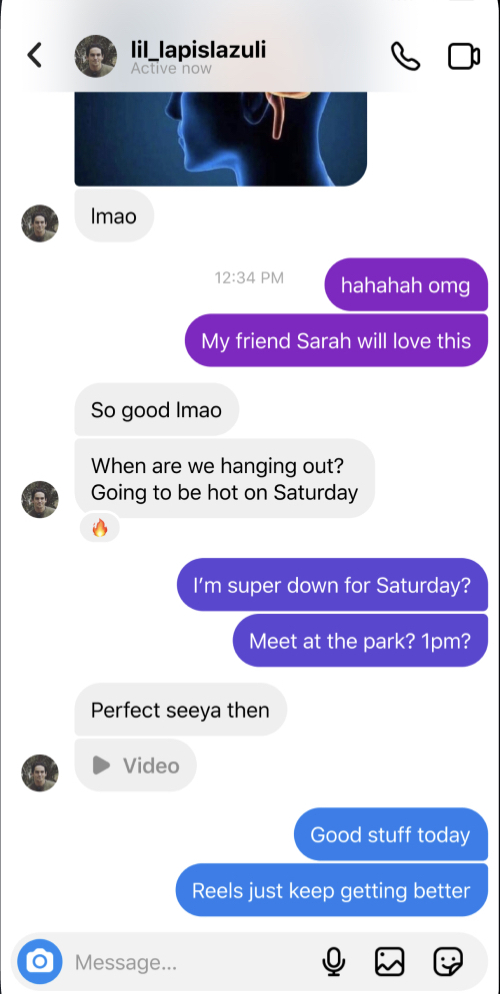 lil_lapislazuli
Active now
lmao
12:34 PM
hahahah omg
My friend Sarah will love this
So good lmao
When are we hanging out?
Going to be hot on Saturday
🔥
I'm super down for Saturday?
Meet at the park? 1pm?
Perfect seeya then
Video
Good stuff today
Reels just keep getting better
Message...